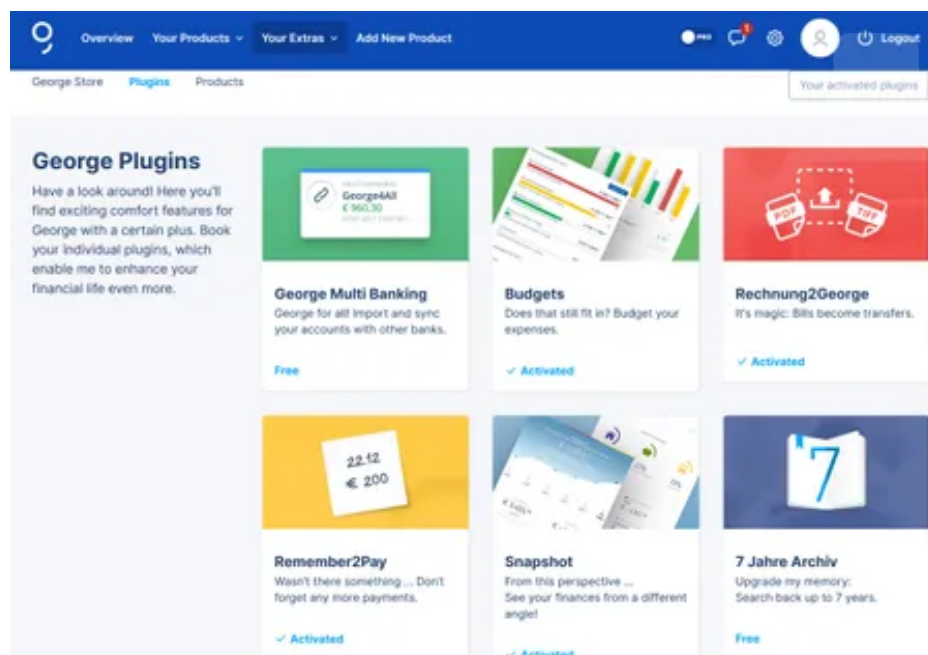 Overview Your Products Your Extras Add New Product PRO 1 Logout
George Store Plugins Products Your activated plugins
George Plugins
Have a look around! Here you'll
find exciting comfort features for
George with a certain plus. Book
your individual plugins, which
enable me to enhance your
financial life even more.
George4All
€ 960,30
PDF TIFF
George Multi Banking
George for all! Import and sync
your accounts with other banks.
Free
Budgets
Does that still fit in? Budget your
expenses.
✓ Activated
Rechnung2George
It's magic: Bills become transfers.
✓ Activated
22.12
€ 200
7
Remember2Pay
Wasn't there something ... Don't
forget any more payments.
✓ Activated
Snapshot
From this perspective ...
See your finances from a different
angle!
✓ Activated
7 Jahre Archiv
Upgrade my memory:
Search back up to 7 years.
Free